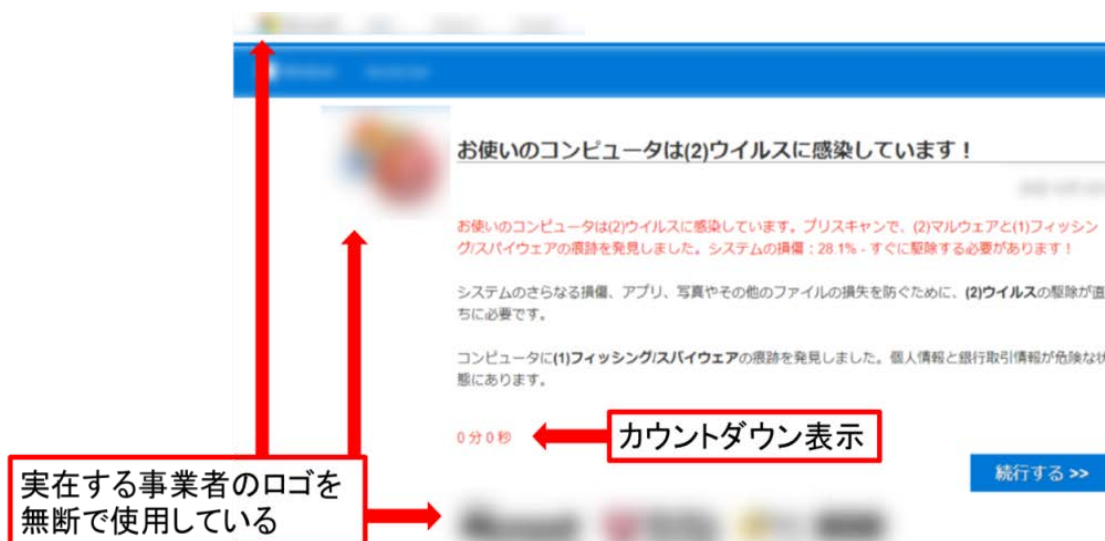 お使いのコンピュータは(2)ウイルスに感染しています！
お使いのコンピュータは(2)ウイルスに感染しています。プリスキャンで、(2)マルウェアと(1)フィッシン
グ/スパイウェアの痕跡を発見しました。システムの損傷：28.1% - すぐに駆除する必要があります！
システムのさらなる損傷、アプリ、写真やその他のファイルの損失を防ぐために、(2)ウイルスの駆除が直
ちに必要です。
コンピュータに(1)フィッシング/スパイウェアの痕跡を発見しました。個人情報と銀行取引情報が危険な状
態にあります。
0分0秒
カウントダウン表示
続行する >>
実在する事業者のロゴを
無断で使用している